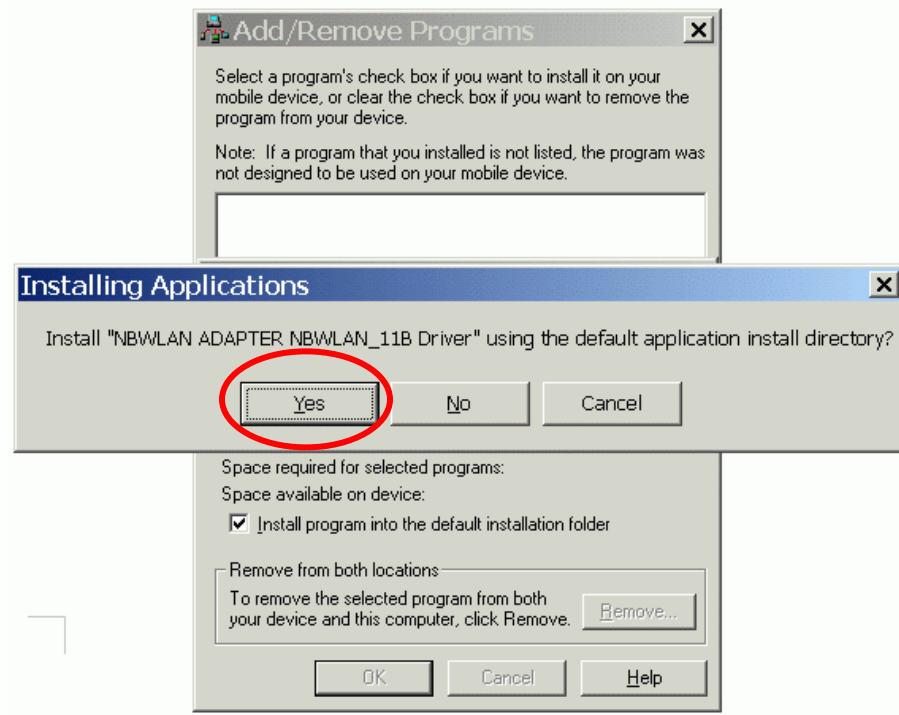 Add/Remove Programs
Select a program's check box if you want to install it on your
mobile device, or clear the check box if you want to remove the
program from your device.
Note: If a program that you installed is not listed, the program was
not designed to be used on your mobile device.
Installing Applications
Install "NBWLAN ADAPTER NBWLAN_11B Driver" using the default application install directory?
Yes No Cancel
Space required for selected programs:
Space available on device:
Install program into the default installation folder
Remove from both locations
To remove the selected program from both
your device and this computer, click Remove.
Remove...
OK Cancel Help